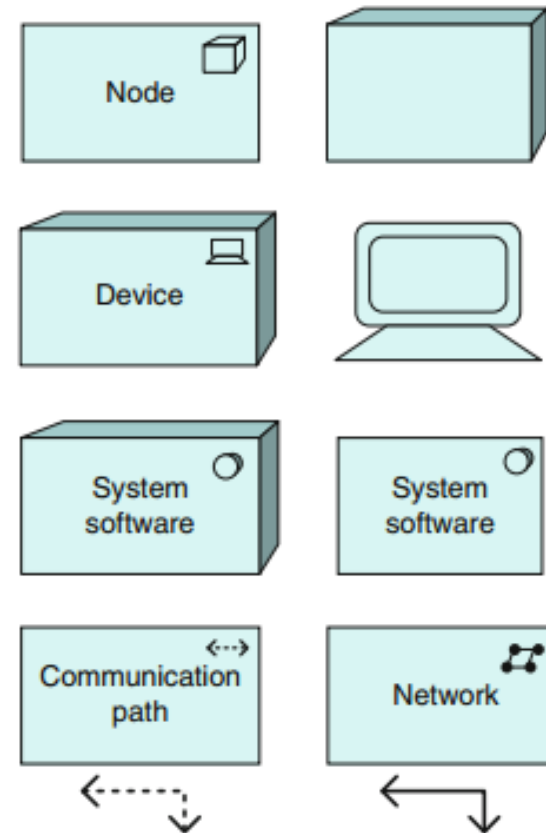 Node
Device
System
software
System
software
Communication
path
Network